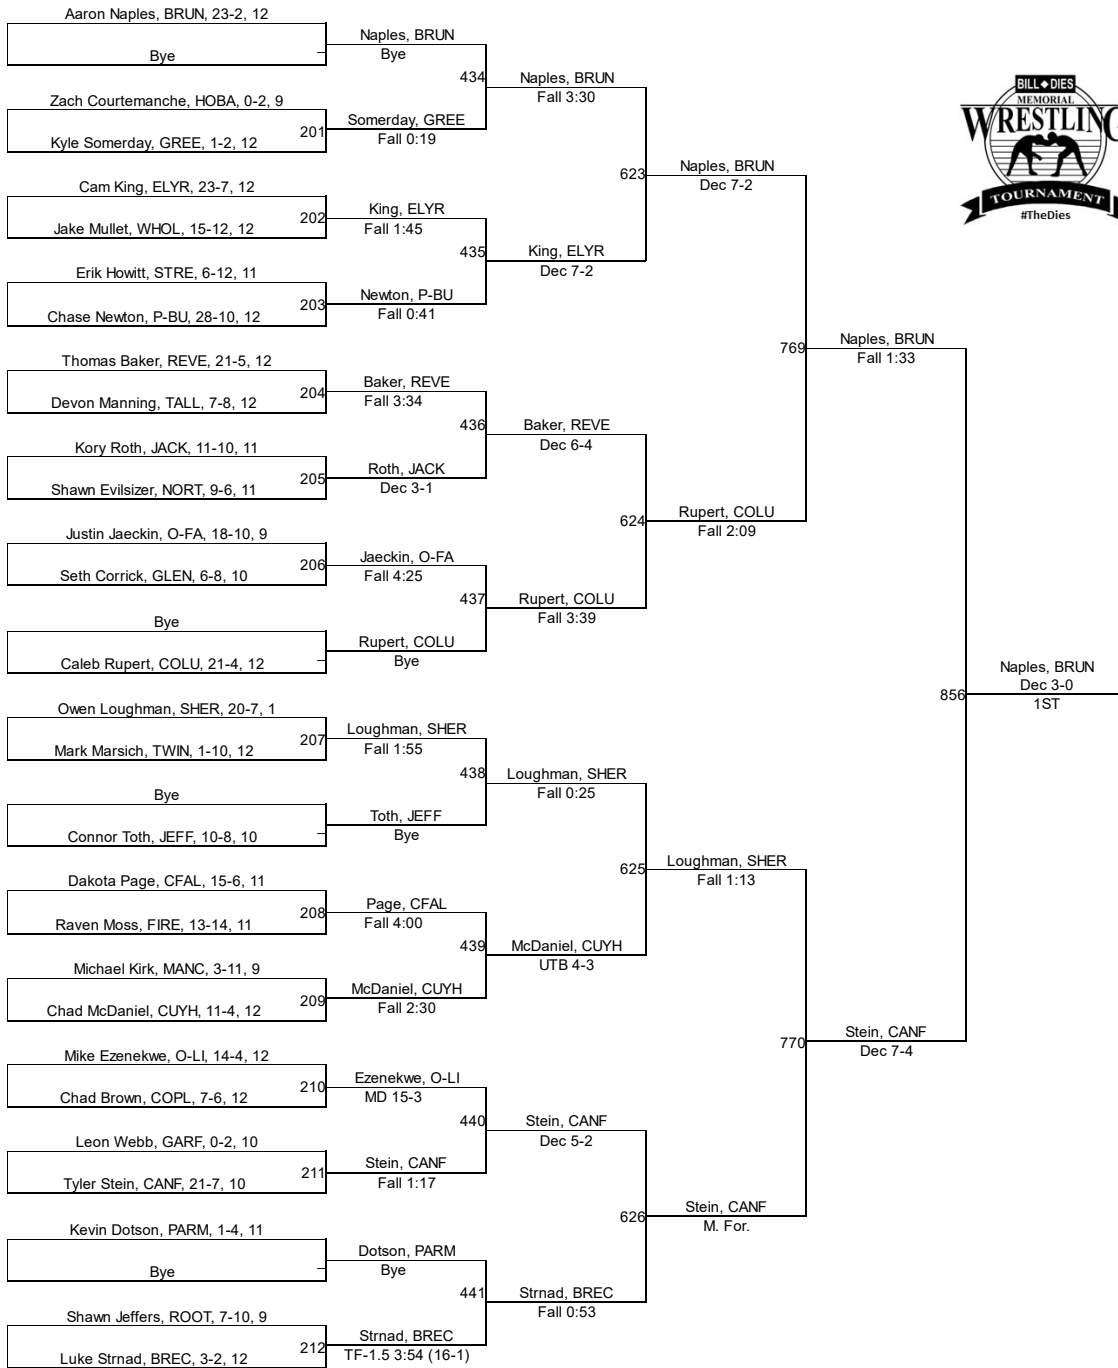 Aaron Naples, BRUN, 23-2, 12
Bye
Zach Courtemanche, HOBA, 0-2, 9
201
Kyle Somerday, GREE, 1-2, 12
Cam King, ELYR, 23-7, 12
202
Jake Mullet, WHOL, 15-12, 12
Erik Howitt, STRE, 6-12, 11
203
Chase Newton, P-BU, 28-10, 12
Thomas Baker, REVE, 21-5, 12
204
Devon Manning, TALL, 7-8, 12
Kory Roth, JACK, 11-10, 11
205
Shawn Evilsizer, NORT, 9-6, 11
Justin Jaeckin, O-FA, 18-10, 9
206
Seth Corrick, GLEN, 6-8, 10
Bye
Caleb Rupert, COLU, 21-4, 12
Owen Loughman, SHER, 20-7, 1
207
Mark Marsich, TWIN, 1-10, 12
Bye
Connor Toth, JEFF, 10-8, 10
Dakota Page, CFAL, 15-6, 11
208
Raven Moss, FIRE, 13-14, 11
Michael Kirk, MANC, 3-11, 9
209
Chad McDaniel, CUYH, 11-4, 12
Mike Ezenekwe, O-LI, 14-4, 12
210
Chad Brown, COPL, 7-6, 12
Leon Webb, GARF, 0-2, 10
211
Tyler Stein, CANF, 21-7, 10
Kevin Dotson, PARM, 1-4, 11
Bye
Shawn Jeffers, ROOT, 7-10, 9
212
Luke Strnad, BREC, 3-2, 12
Naples, BRUN
Bye
434
Somerday, GREE
Fall 0:19
King, ELYR
Fall 1:45
435
Newton, P-BU
Fall 0:41
Baker, REVE
Fall 3:34
436
Roth, JACK
Dec 3-1
Jaeckin, O-FA
Fall 4:25
437
Rupert, COLU
Bye
Loughman, SHER
Fall 1:55
438
Toth, JEFF
Bye
Page, CFAL
Fall 4:00
439
McDaniel, CUYH
Fall 2:30
Ezenekwe, O-LI
MD 15-3
440
Stein, CANF
Fall 1:17
Dotson, PARM
Bye
441
Strnad, BREC
TF-1.5 3:54 (16-1)
Naples, BRUN
Fall 3:30
623
King, ELYR
Dec 7-2
Baker, REVE
Dec 6-4
624
Rupert, COLU
Fall 3:39
Loughman, SHER
Fall 0:25
625
McDaniel, CUYH
UTB 4-3
Stein, CANF
Dec 5-2
626
Strnad, BREC
Fall 0:53
Naples, BRUN
Dec 7-2
769
Rupert, COLU
Fall 2:09
Loughman, SHER
Fall 1:13
770
Stein, CANF
M. For.
Naples, BRUN
Fall 1:33
856
Stein, CANF
Dec 7-4
Naples, BRUN
Dec 3-0
1ST
BILL◆DIES
MEMORIAL
WRESTLING
TOURNAMENT
#TheDies